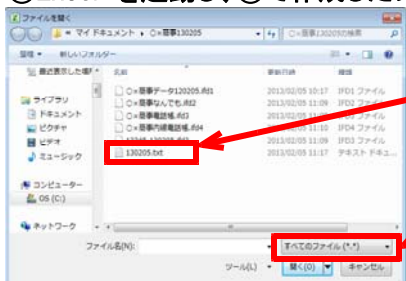 ファイルを開く
マイ ドキュメント ▸ ○×商事130205
○×商事130205の検索
整理 ▼ 新しいフォルダー
最近表示した場所
名前 更新日時 種類
○×商事データ120205.ifd1 2013/02/05 10:17 IFD1 ファイル
ライブラリ
○×商事なんでも.ifd2 2013/02/05 11:09 IFD2 ファイル
ドキュメント
○×商事電話帳.ifd3 2013/02/05 11:09 IFD3 ファイル
ピクチャ
○×商事内線電話帳.ifd4 2013/02/05 11:10 IFD4 ファイル
ビデオ
2013/02/05 11:09 IFD3 ファイル
ミュージック
130205.txt 2013/02/05 11:17 テキスト ドキュ...
コンピューター
OS (C:)
ネットワーク
ファイル名(N):
すべてのファイル (*.*)
ツール(L) 開く(O) キャンセル